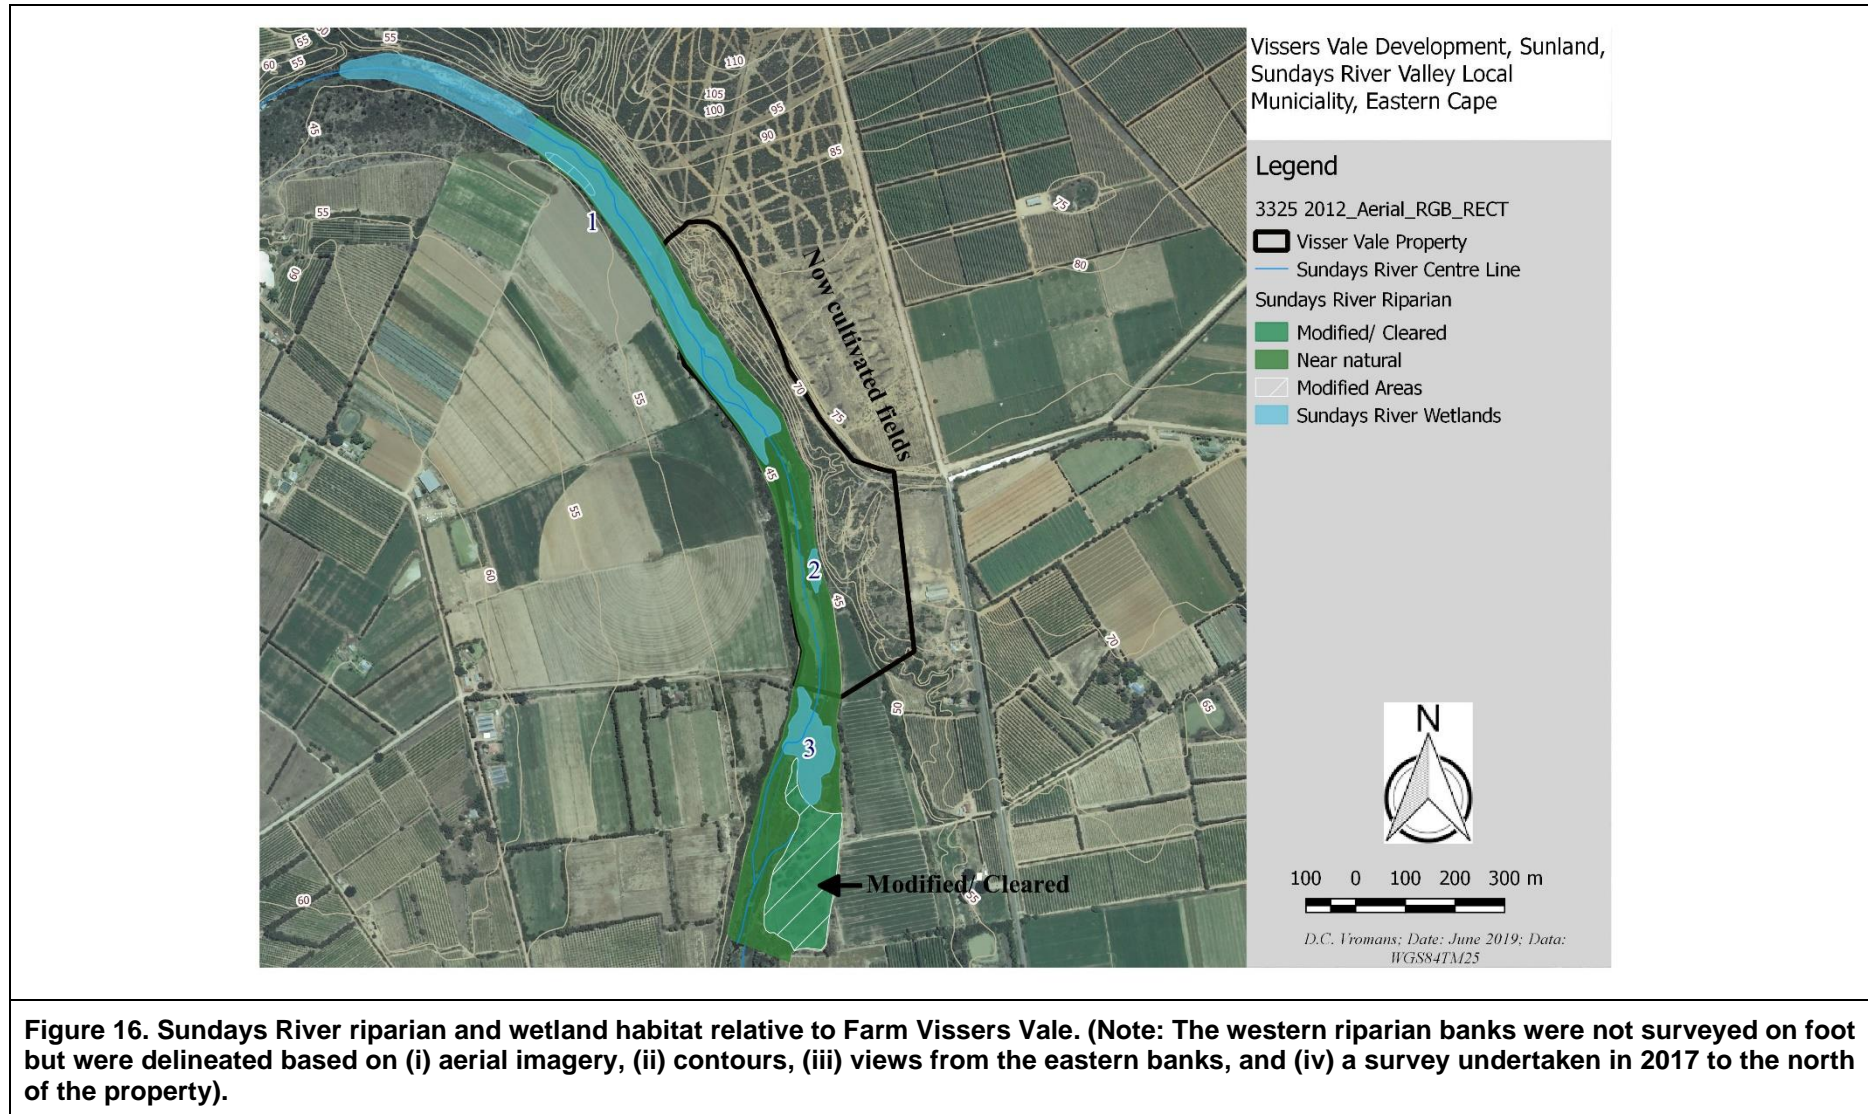 Vissers Vale Development, Sunland,
Sundays River Valley Local
Municiality, Eastern Cape
Legend
3325 2012_Aerial_RGB_RECT
Visser Vale Property
Sundays River Centre Line
Sundays River Riparian
Modified/ Cleared
Near natural
Modified Areas
Sundays River Wetlands
N
100 0 100 200 300 m
D.C. Vromans; Date: June 2019; Data:
WGS84TM25
55
55
60
55
110
105
100
95
90
85
45
55
60
75
80
1
Now cultivated fields
70
75
55
45
55
60
2
45
70
50
65
3
Modified/ Cleared
55
60
Figure 16. Sundays River riparian and wetland habitat relative to Farm Vissers Vale. (Note: The western riparian banks were not surveyed on foot
but were delineated based on (i) aerial imagery, (ii) contours, (iii) views from the eastern banks, and (iv) a survey undertaken in 2017 to the north
of the property).